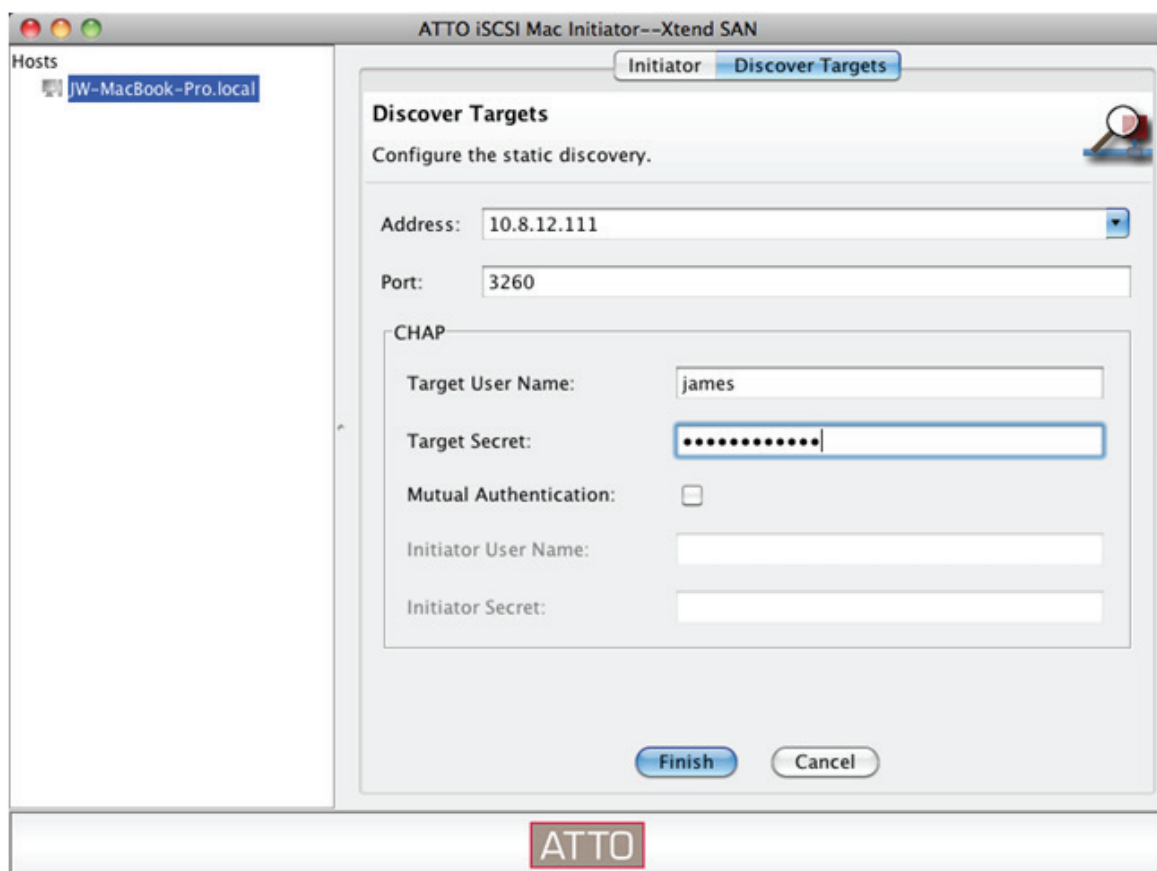 ATTO iSCSI Mac Initiator--Xtend SAN
Hosts
JW-MacBook-Pro.local
Initiator
Discover Targets
Discover Targets
Configure the static discovery.
Address: 10.8.12.111
Port: 3260
CHAP
Target User Name: james
Target Secret: ••••••••••••
Mutual Authentication:
Initiator User Name:
Initiator Secret:
Finish
Cancel
ATTO